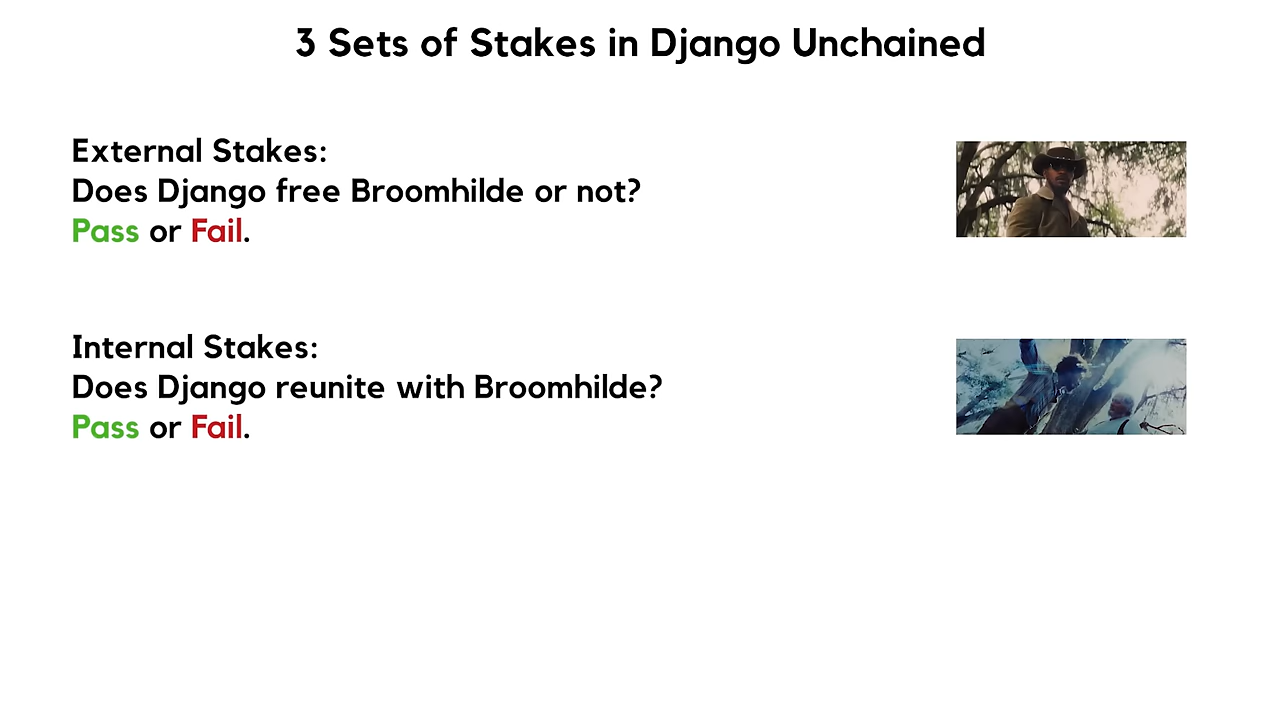 3 Sets of Stakes in Django Unchained
External Stakes:
Does Django free Broomhilde or not?
Pass or Fail.
Internal Stakes:
Does Django reunite with Broomhilde?
Pass or Fail.